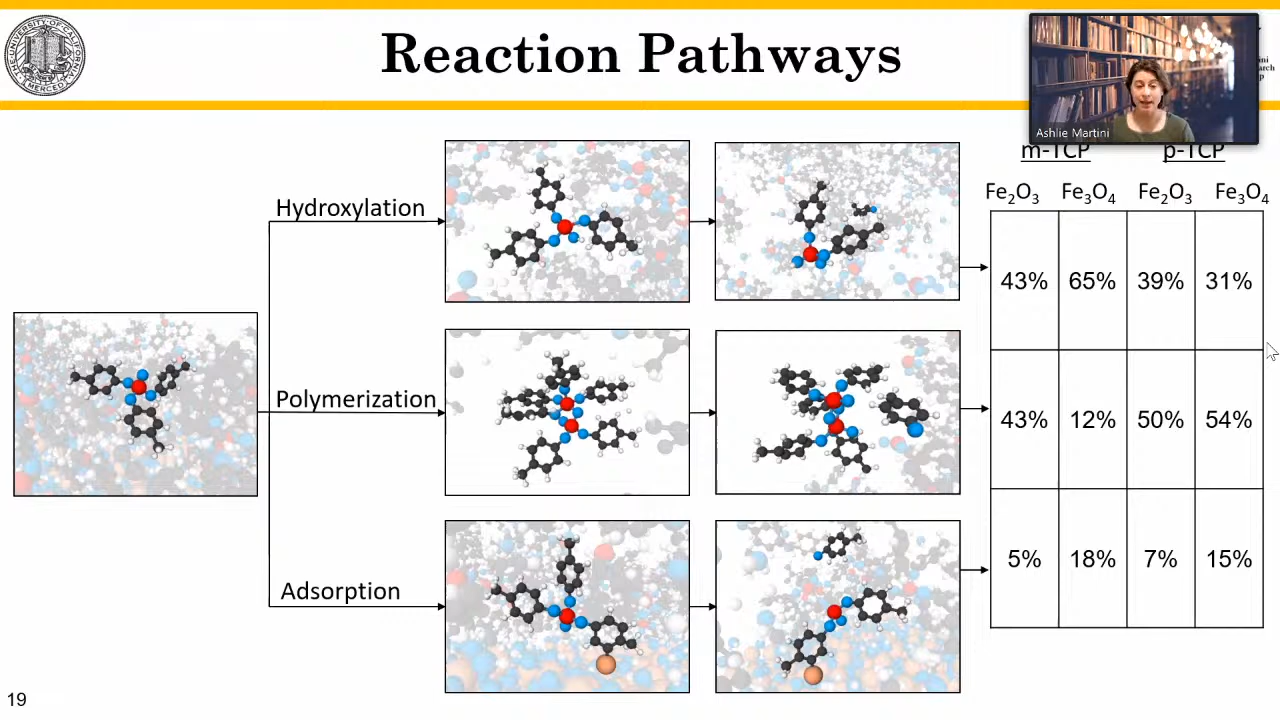 Reaction Pathways
Ashlie Martini
m-TCP p-TCP
Fe₂O₃ Fe₃O₄ Fe₂O₃ Fe₃O₄
Hydroxylation
43% 65% 39% 31%
Polymerization
43% 12% 50% 54%
Adsorption
5% 18% 7% 15%
19